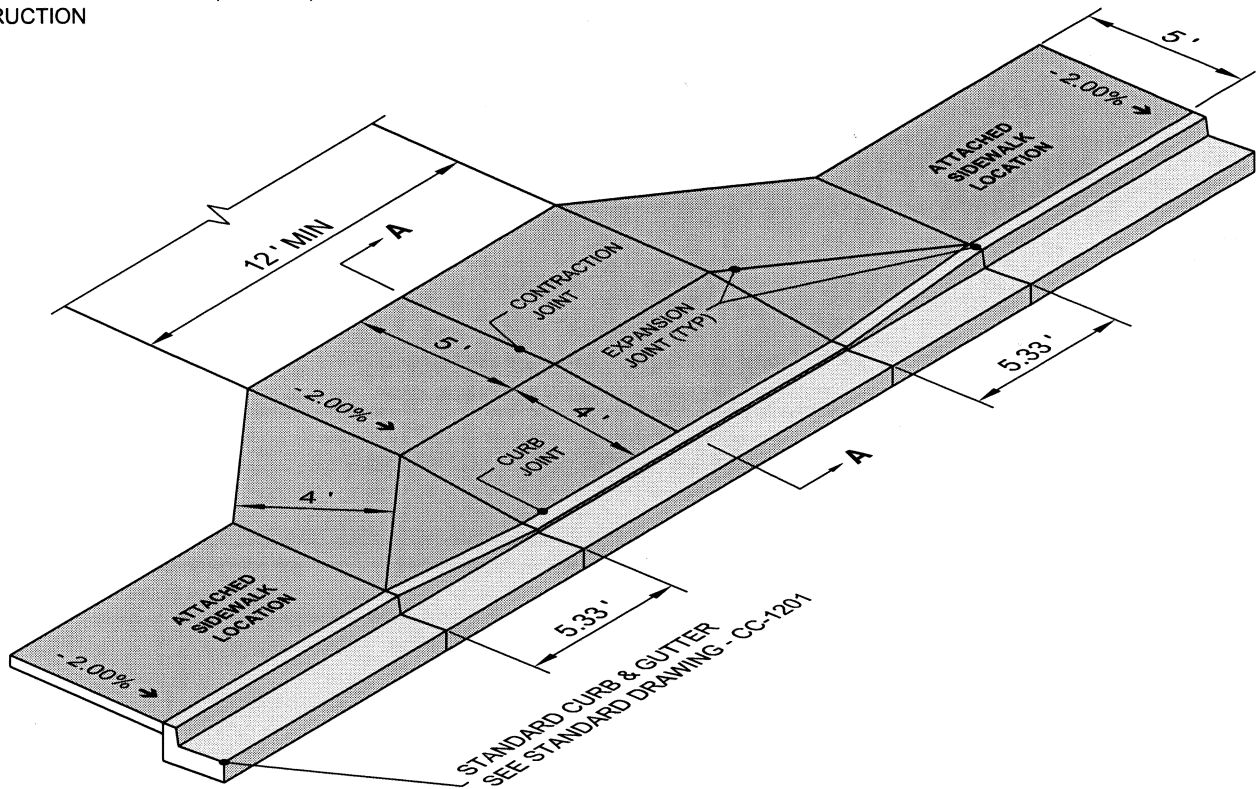 RUCTION
5'
- 2.00%
ATTACHED
SIDEWALK
LOCATION
12' MIN
A
CONTRACTION
JOINT
EXPANSION
JOINT (TYP)
5'
5.33'
- 2.00%
4'
CURB
JOINT
A
4'
ATTACHED
SIDEWALK
LOCATION
5.33'
- 2.00%
STANDARD CURB & GUTTER
SEE STANDARD DRAWING - CC-1201